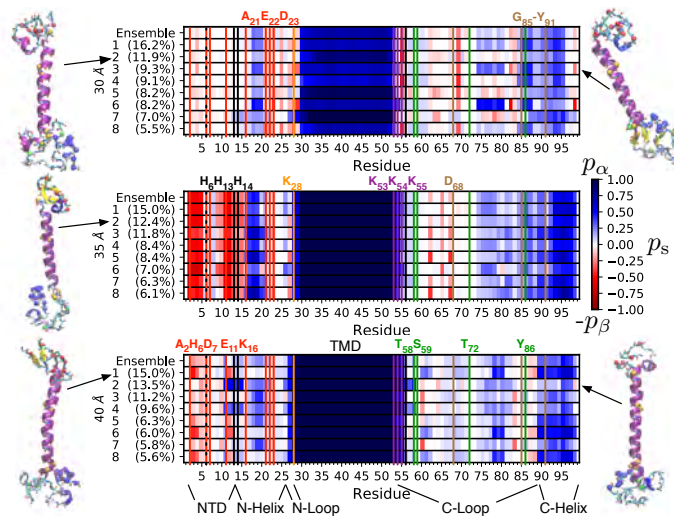 A21E22D23
G85-Y91
Ensemble
1 (16.2%)
2 (11.9%)
3 (9.3%)
4 (9.1%)
5 (8.2%)
6 (8.2%)
7 (7.0%)
8 (5.5%)
30 Å
5 10 15 20 25 30 35 40 45 50 55 60 65 70 75 80 85 90 95
Residue
H6H13H14 K28 K53K54K55 D68
Ensemble
1 (15.0%)
2 (12.4%)
3 (11.8%)
4 (8.4%)
5 (8.4%)
6 (7.0%)
7 (6.3%)
8 (6.1%)
35 Å
5 10 15 20 25 30 35 40 45 50 55 60 65 70 75 80 85 90 95
Residue
pα
1.00
0.75
0.50
0.25
0.00
−0.25
−0.50
−0.75
−1.00
ps
-pβ
A2H6D7 E11K16 TMD T58S59 T72 Y86
Ensemble
1 (15.0%)
2 (13.5%)
3 (11.2%)
4 (9.6%)
5 (6.3%)
6 (6.0%)
7 (5.8%)
8 (5.6%)
40 Å
5 10 15 20 25 30 35 40 45 50 55 60 65 70 75 80 85 90 95
Residue
NTD N-Helix N-Loop C-Loop C-Helix